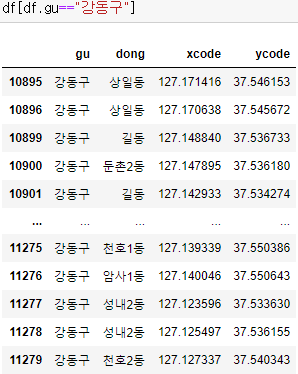 df[df.gu=="강동구"]
gu dong xcode ycode
10895 강동구 상일동 127.171416 37.546153
10896 강동구 상일동 127.170638 37.545672
10899 강동구 길동 127.148840 37.536733
10900 강동구 둔촌2동 127.147895 37.536180
10901 강동구 길동 127.142933 37.534274
... ... ... ... ...
11275 강동구 천호1동 127.139339 37.550386
11276 강동구 암사1동 127.140046 37.550643
11277 강동구 성내2동 127.123596 37.533630
11278 강동구 성내2동 127.125497 37.536155
11279 강동구 천호2동 127.127337 37.540343